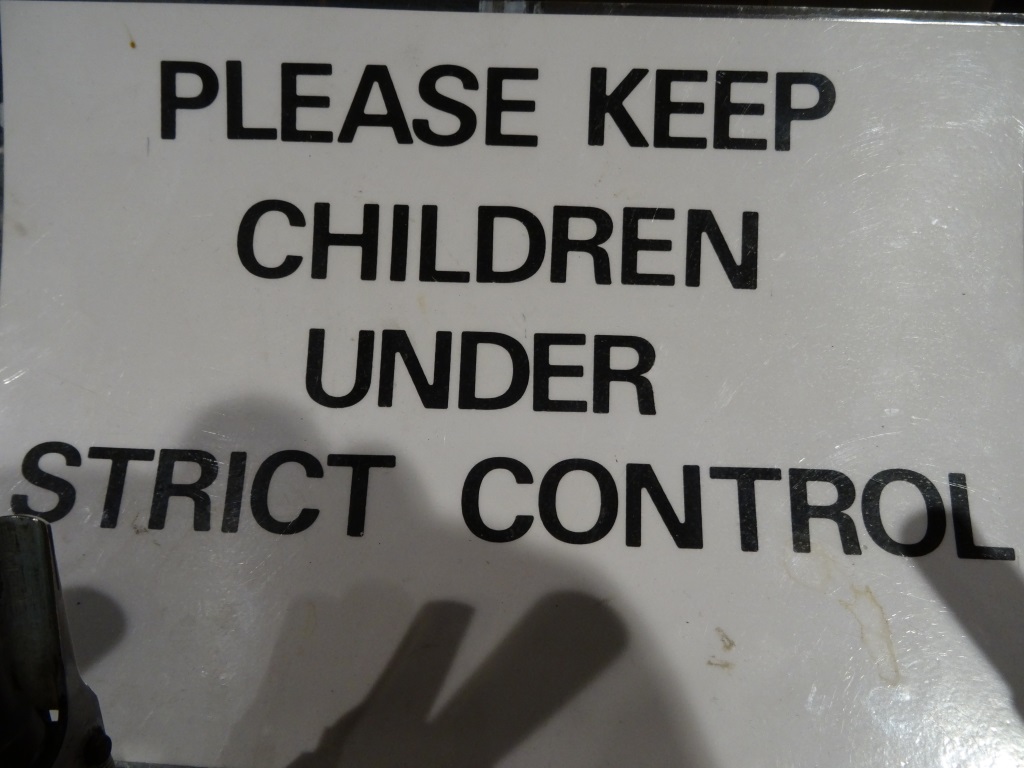 PLEASE KEEP
CHILDREN
UNDER
STRICT CONTROL